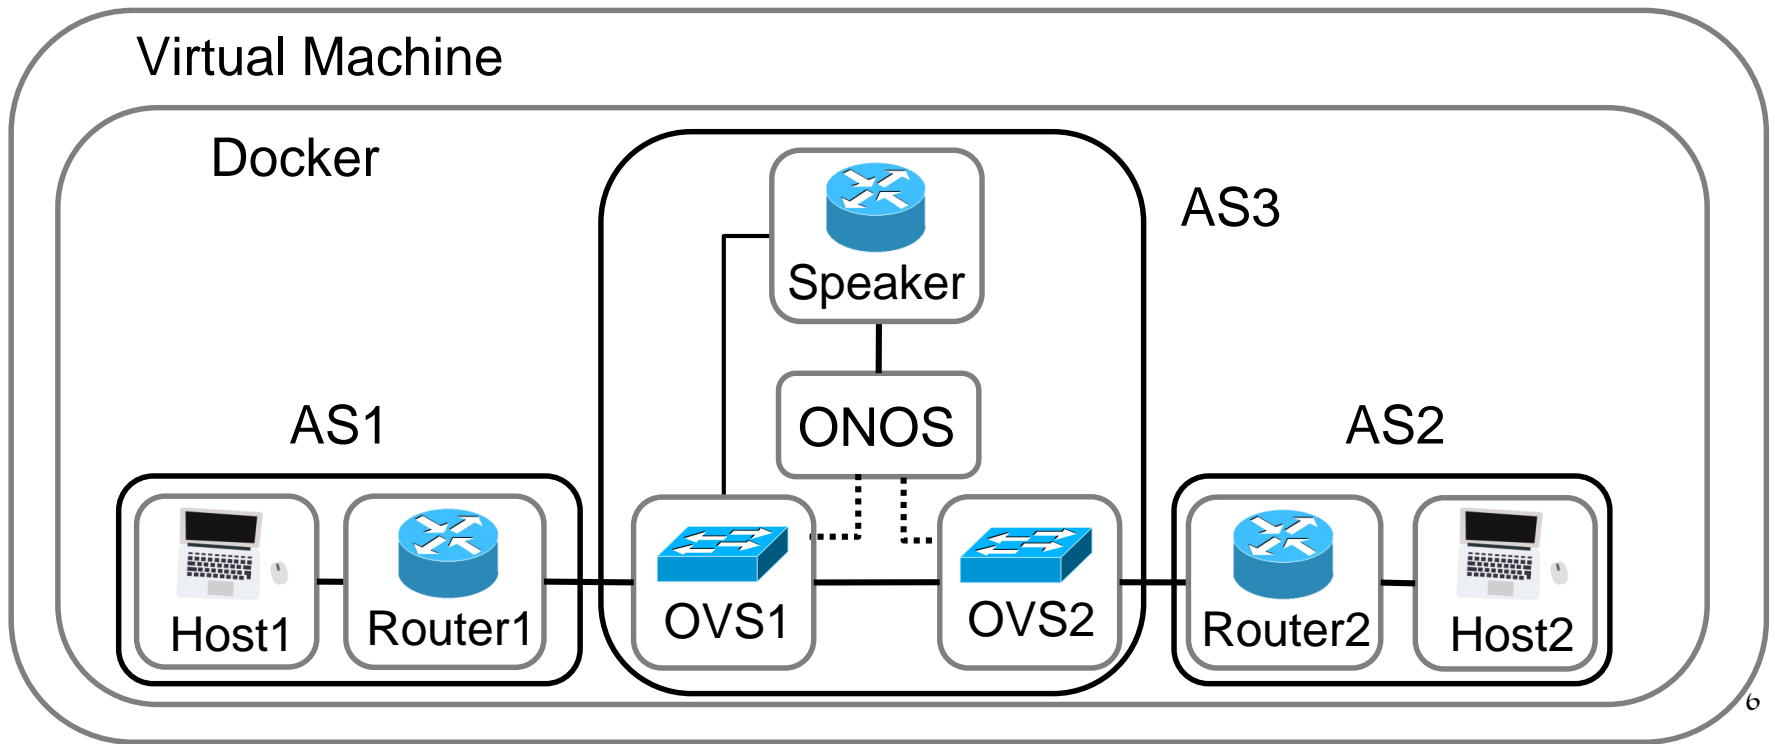 Virtual Machine
Docker
AS3
Speaker
ONOS
AS1
AS2
Host1
Router1
OVS1
OVS2
Router2
Host2
6